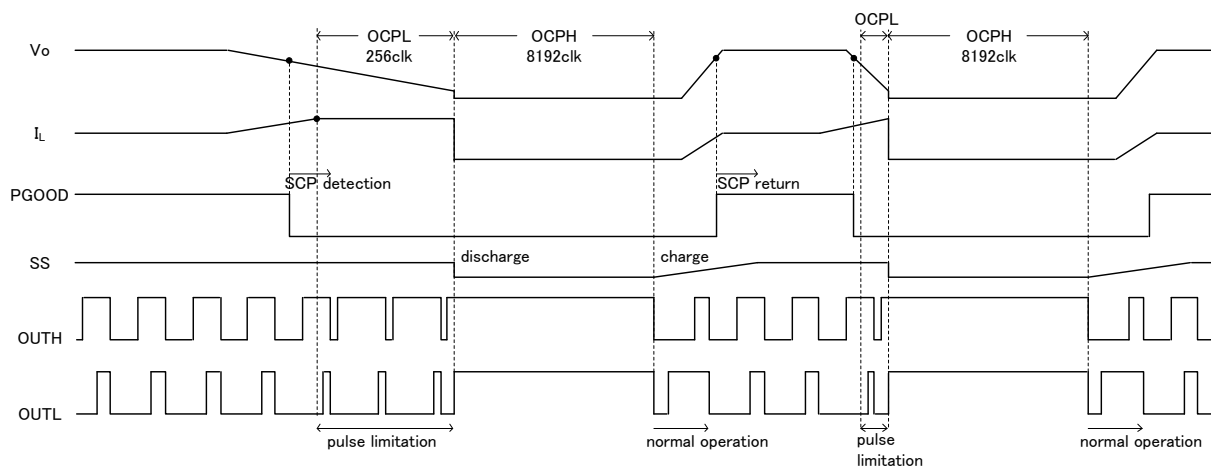 OCPL
OCPL
256clk
OCPH
8192clk
OCPH
8192clk
Vo
IL
SCP detection
SCP return
PGOOD
SS
discharge
charge
OUTH
OUTL
pulse limitation
normal operation
pulse
limitation
normal operation